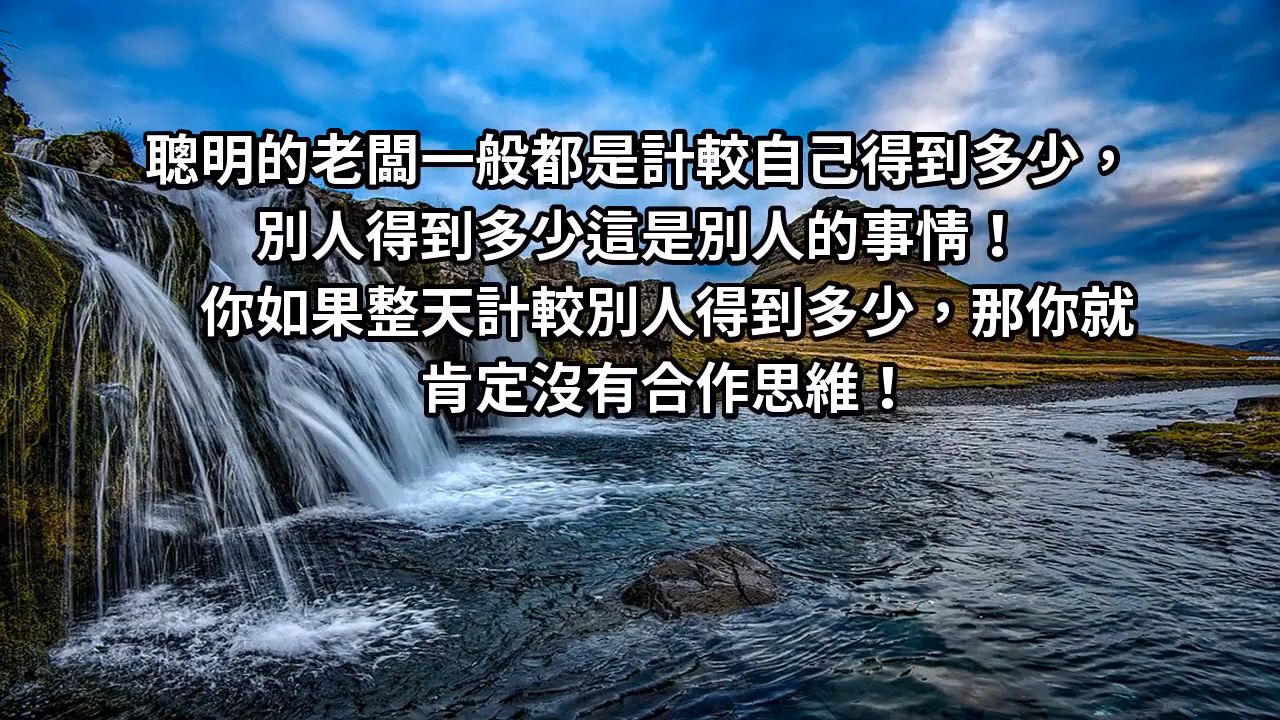 聰明的老闆一般都是計較自己得到多少，
別人得到多少這是別人的事情！
你如果整天計較別人得到多少，那你就
肯定沒有合作思維！